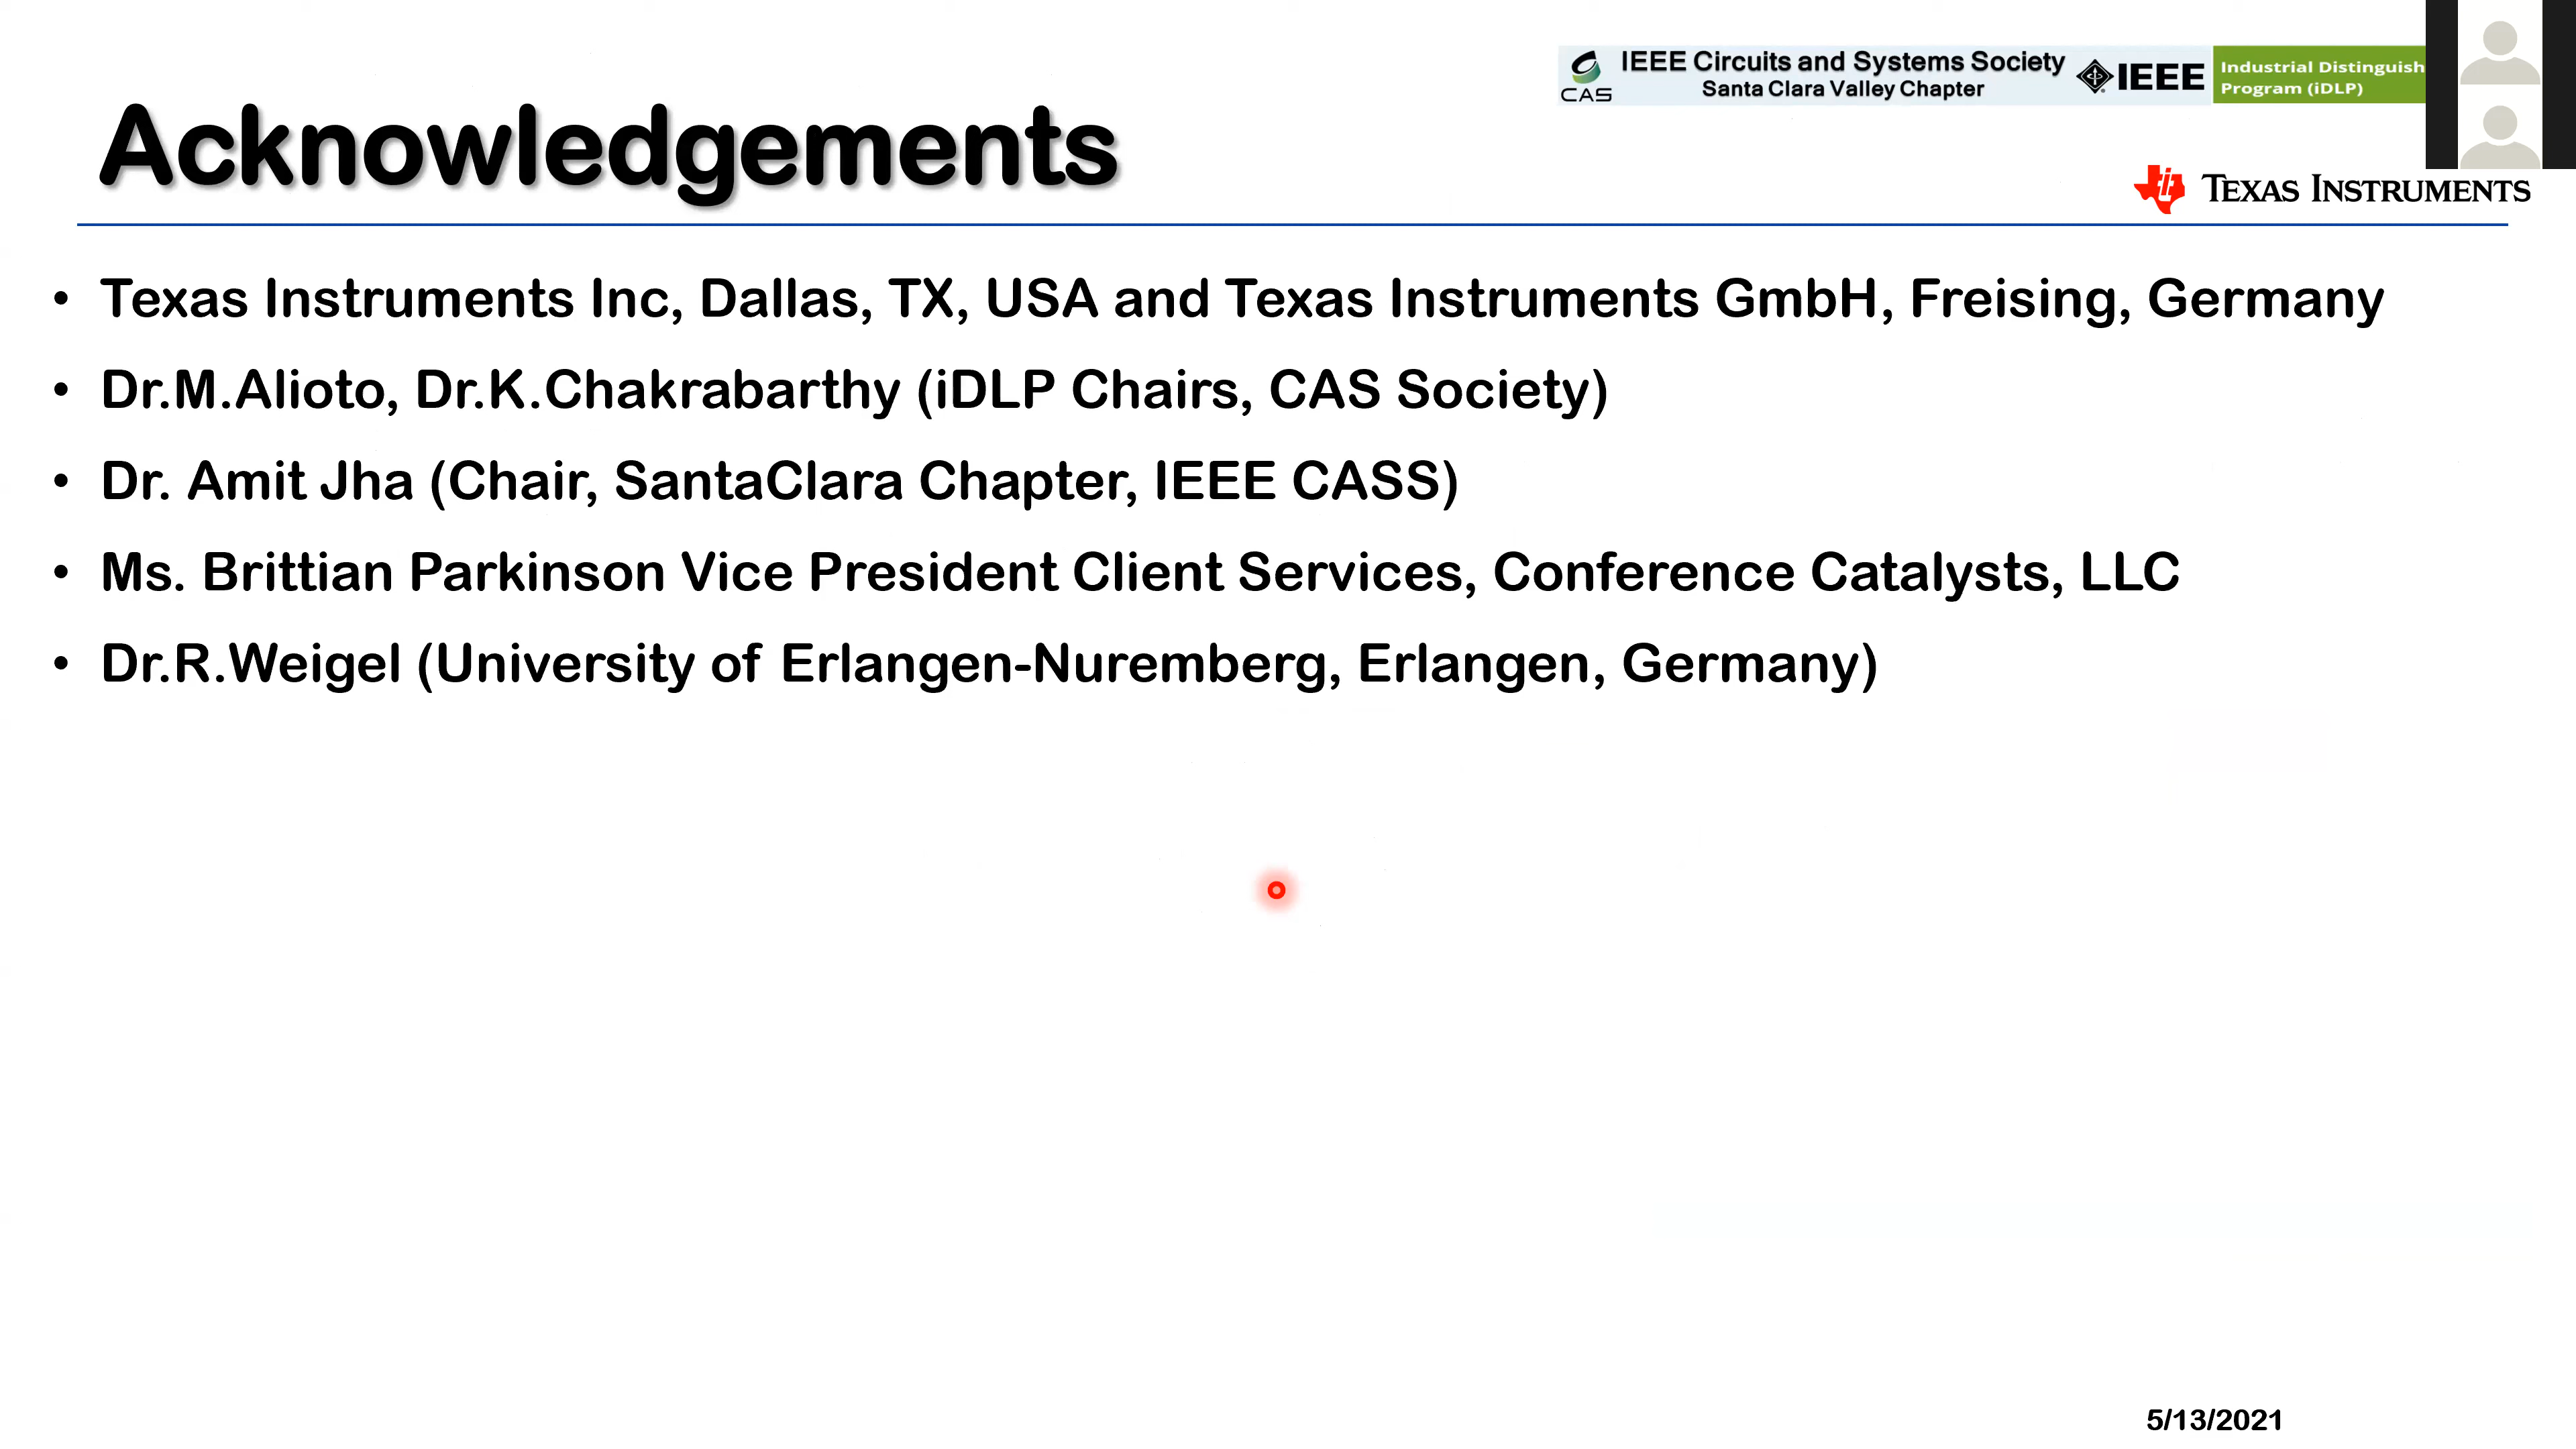 IEEE Circuits and Systems Society
Santa Clara Valley Chapter
CAS
IEEE
Industrial Distinguish
Program (iDLP)
Acknowledgements
TEXAS INSTRUMENTS
• Texas Instruments Inc, Dallas, TX, USA and Texas Instruments GmbH, Freising, Germany
• Dr.M.Alioto, Dr.K.Chakrabarthy (iDLP Chairs, CAS Society)
• Dr. Amit Jha (Chair, SantaClara Chapter, IEEE CASS)
• Ms. Brittian Parkinson Vice President Client Services, Conference Catalysts, LLC
• Dr.R.Weigel (University of Erlangen-Nuremberg, Erlangen, Germany)
5/13/2021